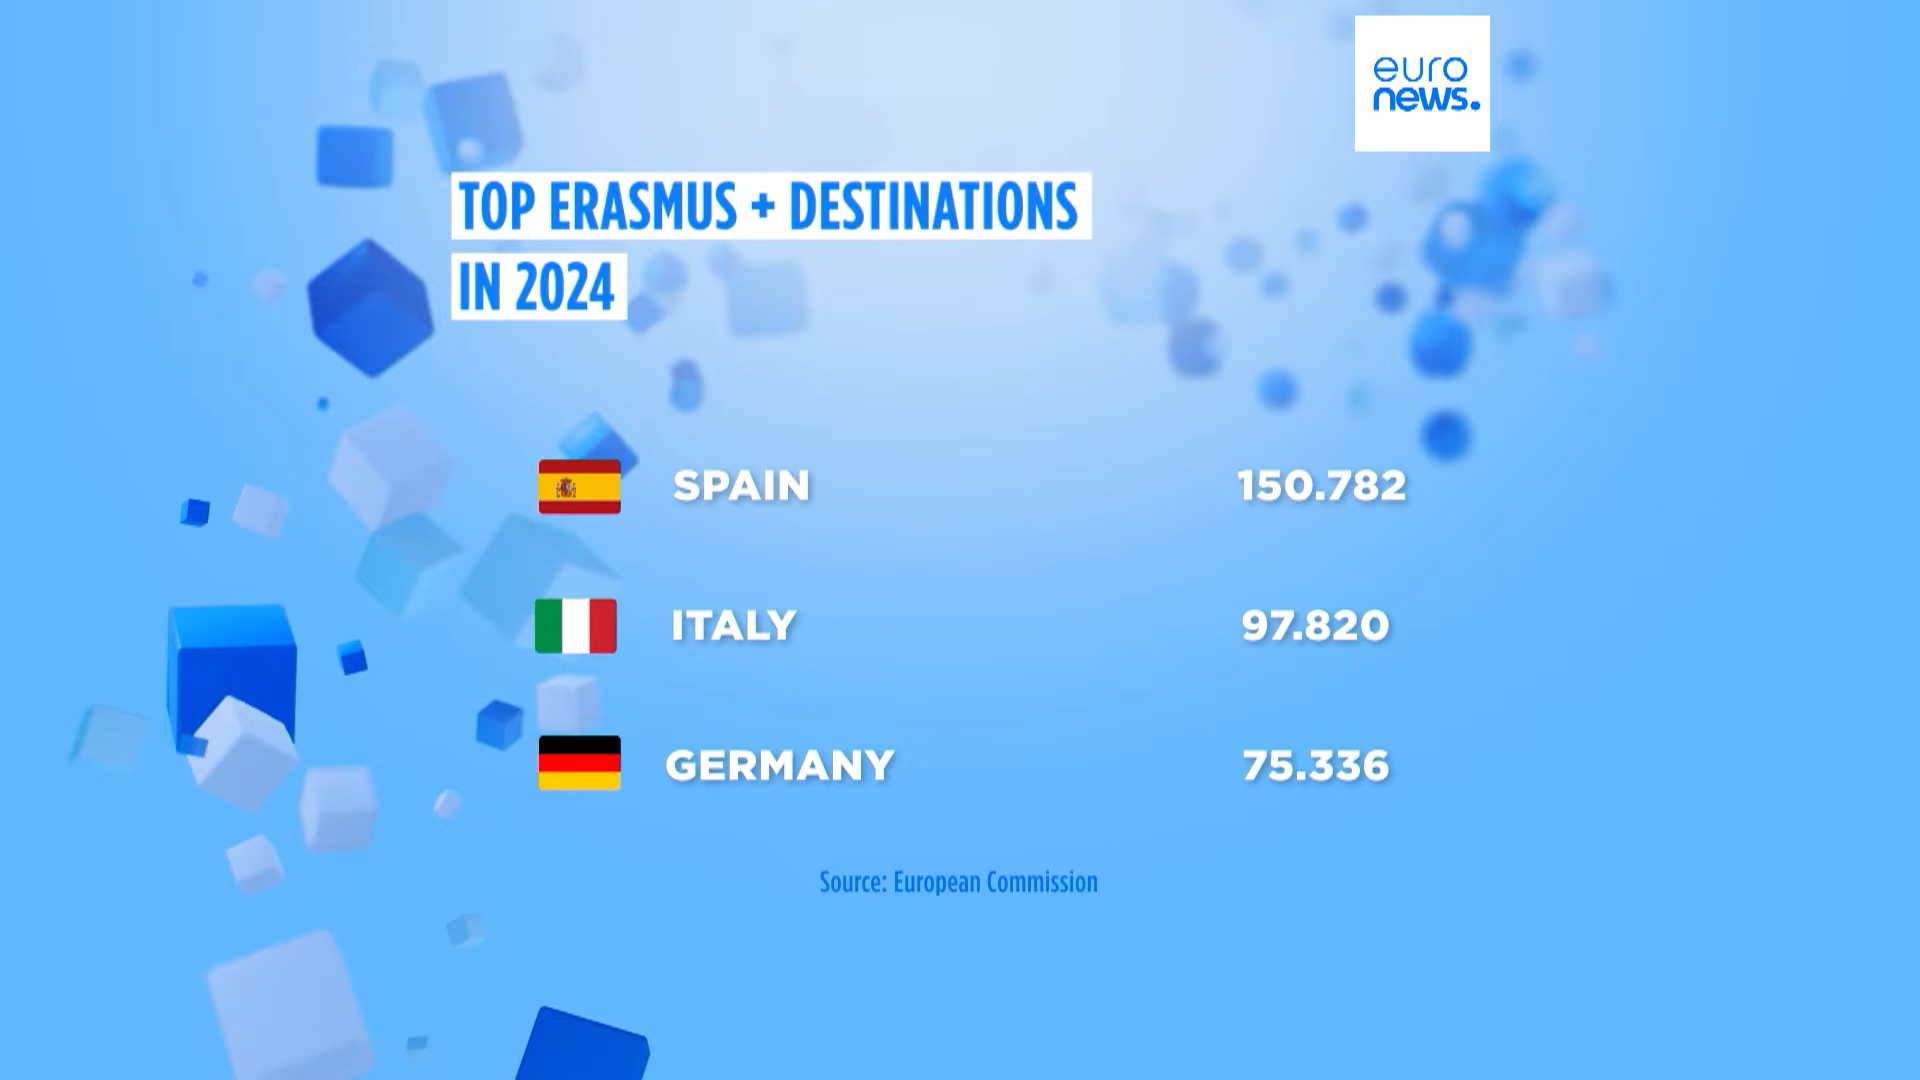 euro
news.
TOP ERASMUS + DESTINATIONS
IN 2024
SPAIN 150.782
ITALY 97.820
GERMANY 75.336
Source: European Commission